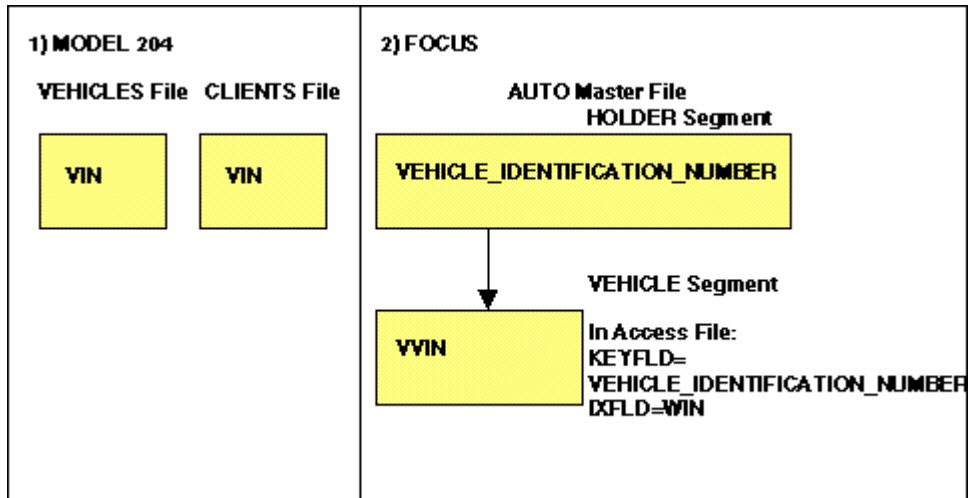 1) MODEL 204
VEHICLES File CLIENTS File
VIN VIN
2) FOCUS
AUTO Master File
HOLDER Segment
VEHICLE_IDENTIFICATION_NUMBER
VEHICLE Segment
VVIN
In Access File:
KEYFLD=
VEHICLE_IDENTIFICATION_NUMBER
IXFLD=VVIN